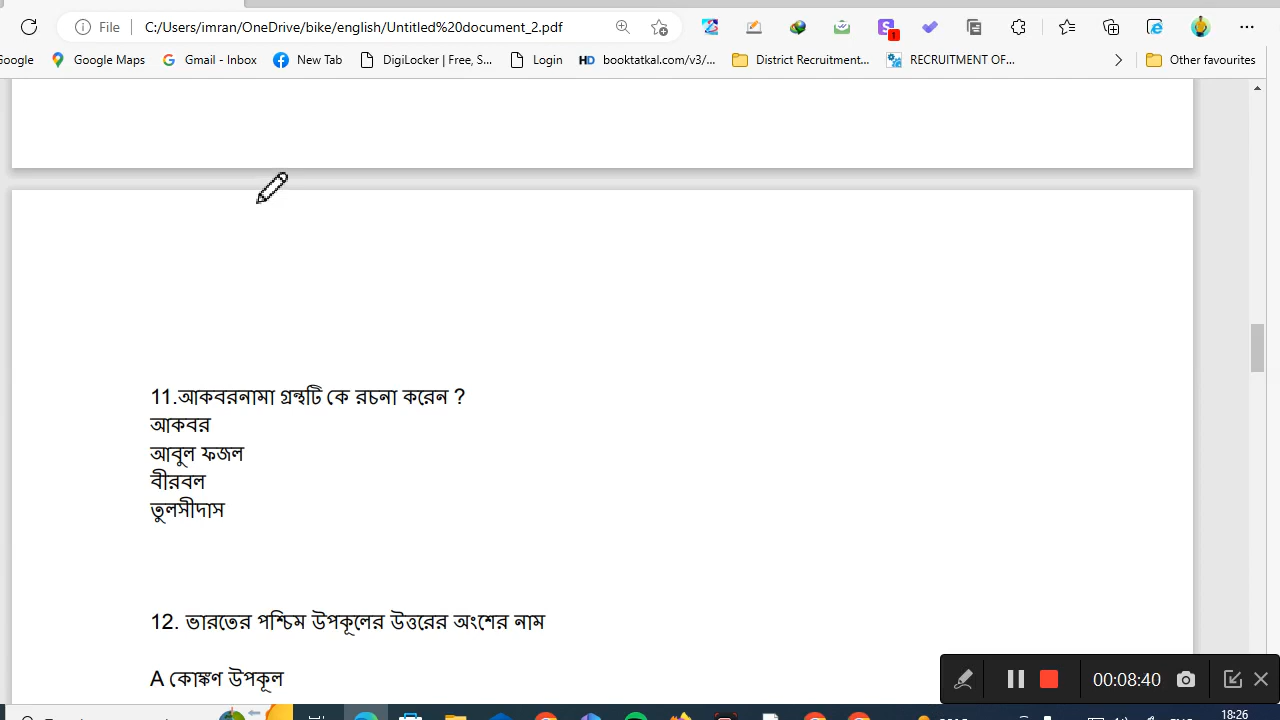 File C:/Users/imran/OneDrive/bike/english/Untitled%20document_2.pdf
Google Maps Gmail - Inbox New Tab DigiLocker | Free, S... Login HD booktatkal.com/v3/... District Recruitment... RECRUITMENT OF... Other favourites
11.আকবরনামা গ্রন্থটি কে রচনা করেন ?
আকবর
আবুল ফজল
বীরবল
তুলসীদাস
12. ভারতের পশ্চিম উপকূলের উত্তরের অংশের নাম
A কোঙ্কণ উপকূল
00:08:40
18:26